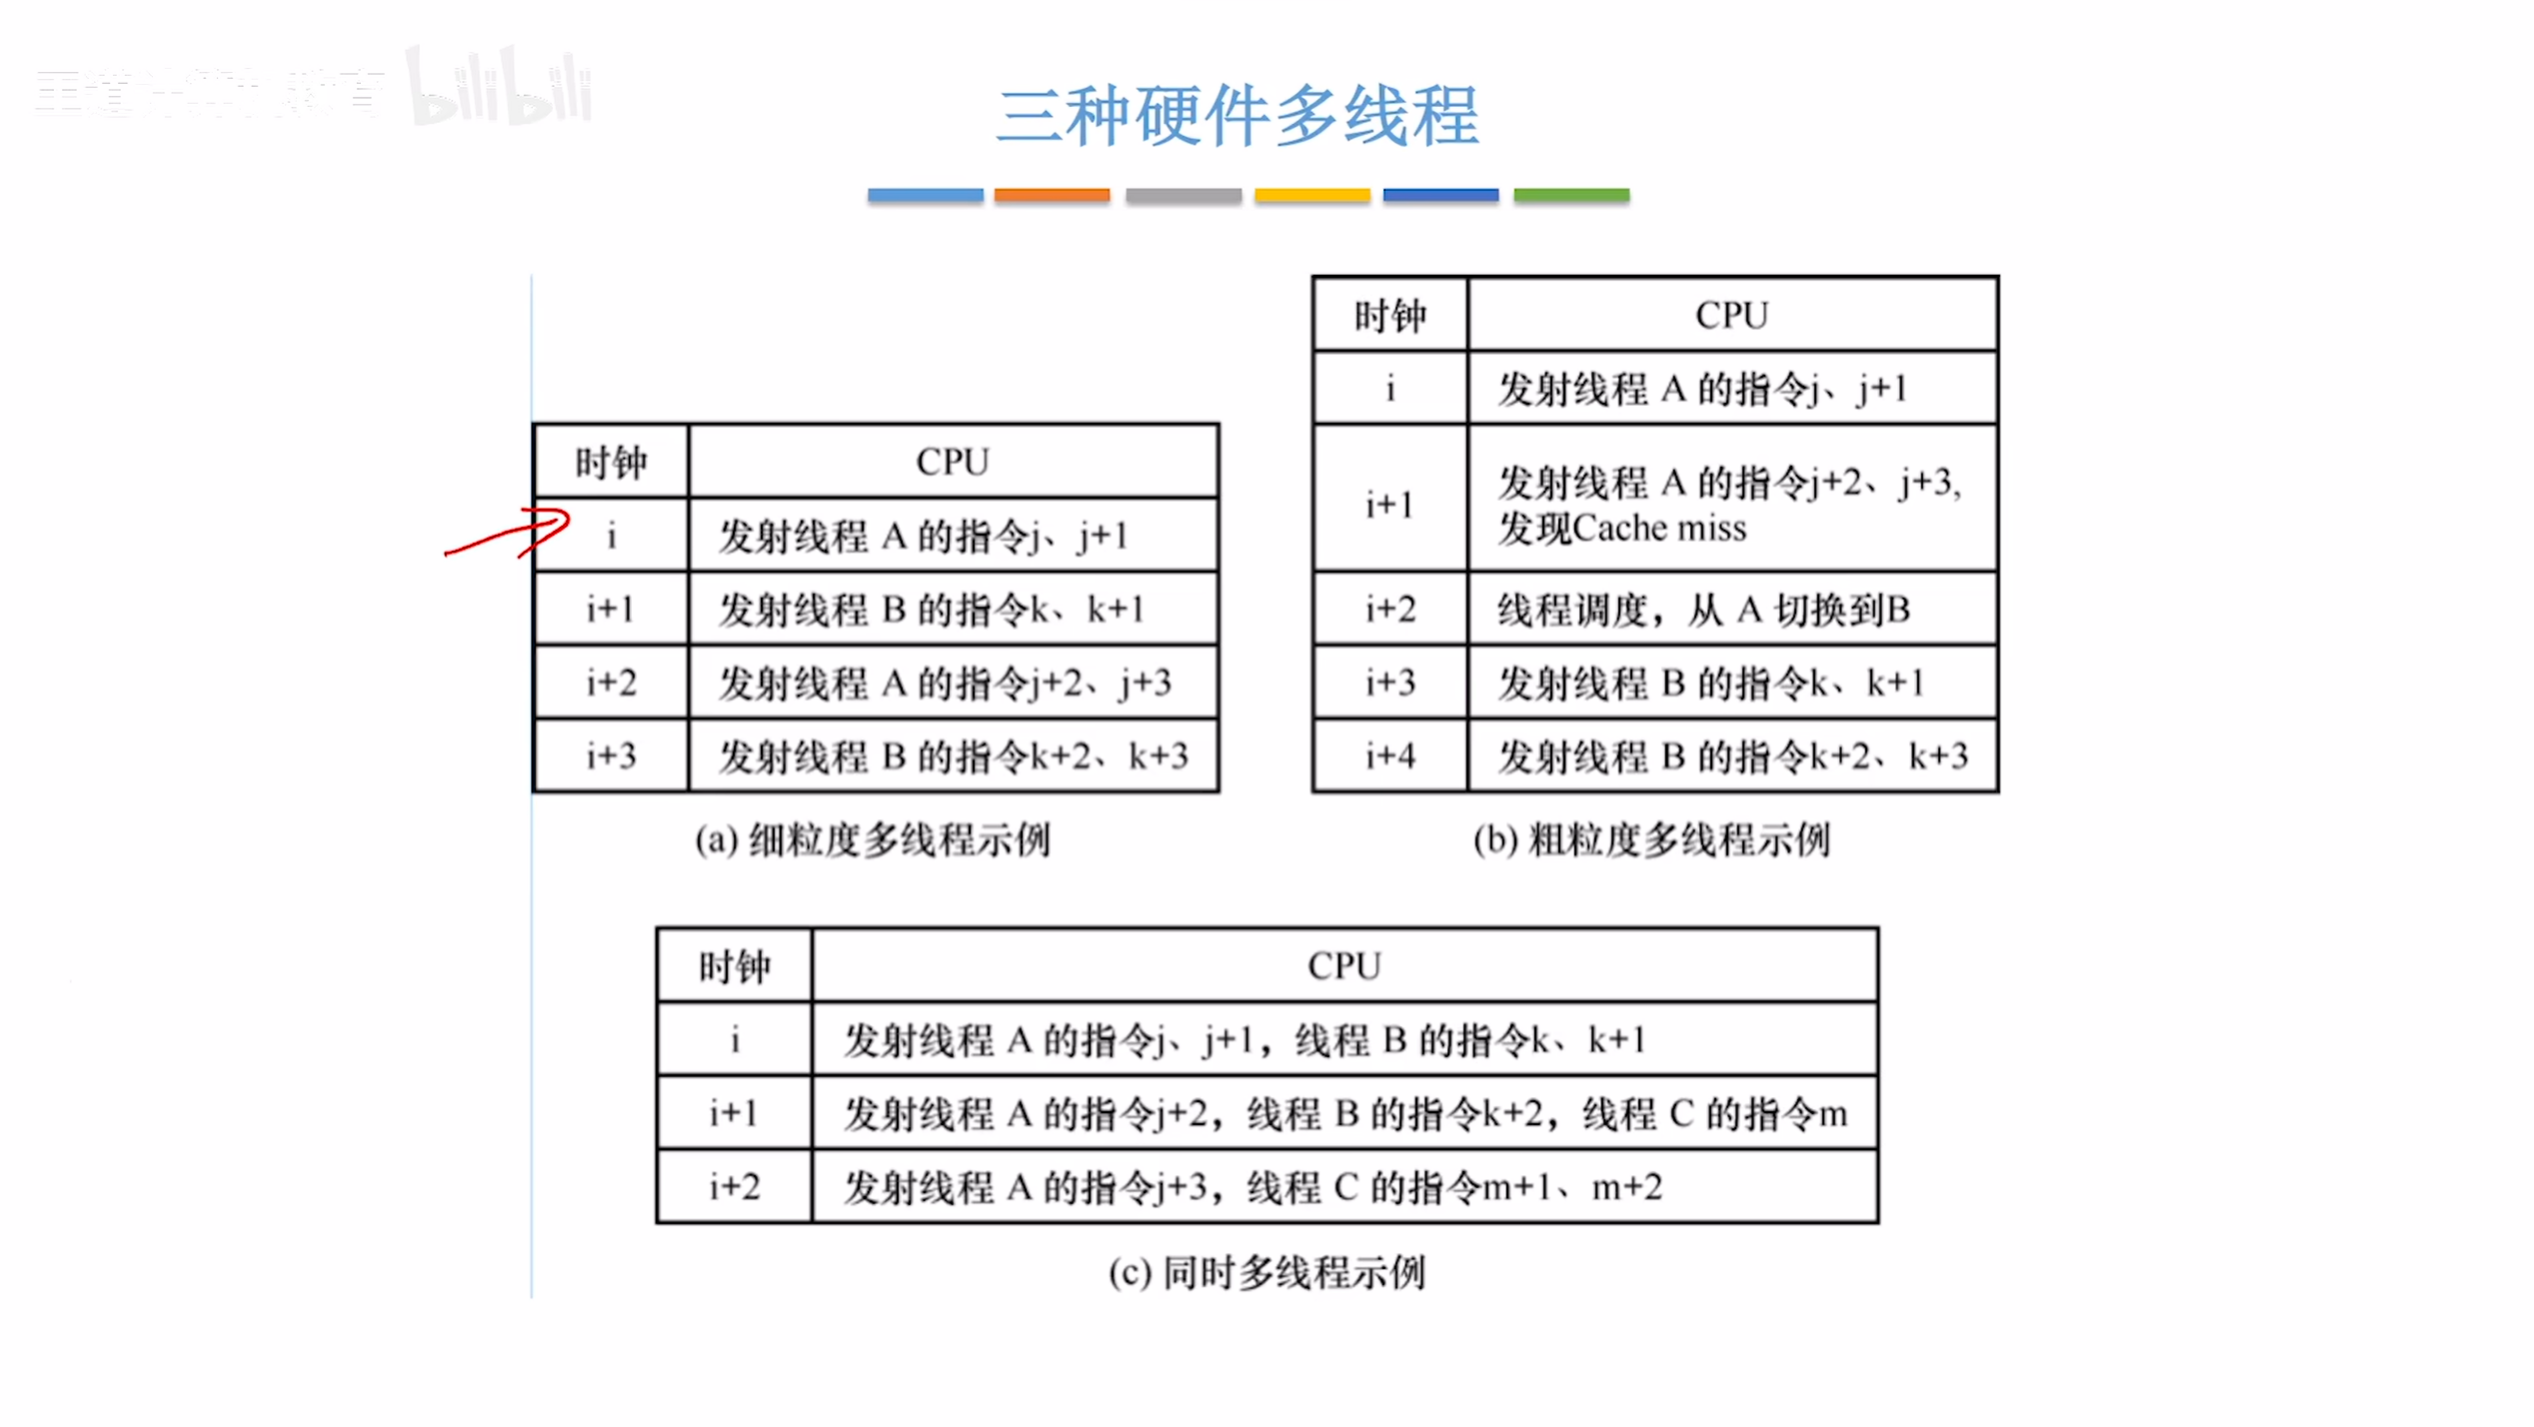 bilibili
三种硬件多线程
时钟 CPU
i 发射线程 A 的指令j、j+1
i+1 发射线程 B 的指令k、k+1
i+2 发射线程 A 的指令j+2、j+3
i+3 发射线程 B 的指令k+2、k+3
(a) 细粒度多线程示例
时钟 CPU
i 发射线程 A 的指令j、j+1
i+1 发射线程 A 的指令j+2、j+3,
发现Cache miss
i+2 线程调度，从 A 切换到B
i+3 发射线程 B 的指令k、k+1
i+4 发射线程 B 的指令k+2、k+3
(b) 粗粒度多线程示例
时钟 CPU
i 发射线程 A 的指令j、j+1，线程 B 的指令k、k+1
i+1 发射线程 A 的指令j+2，线程 B 的指令k+2，线程 C 的指令m
i+2 发射线程 A 的指令j+3，线程 C 的指令m+1、m+2
(c) 同时多线程示例